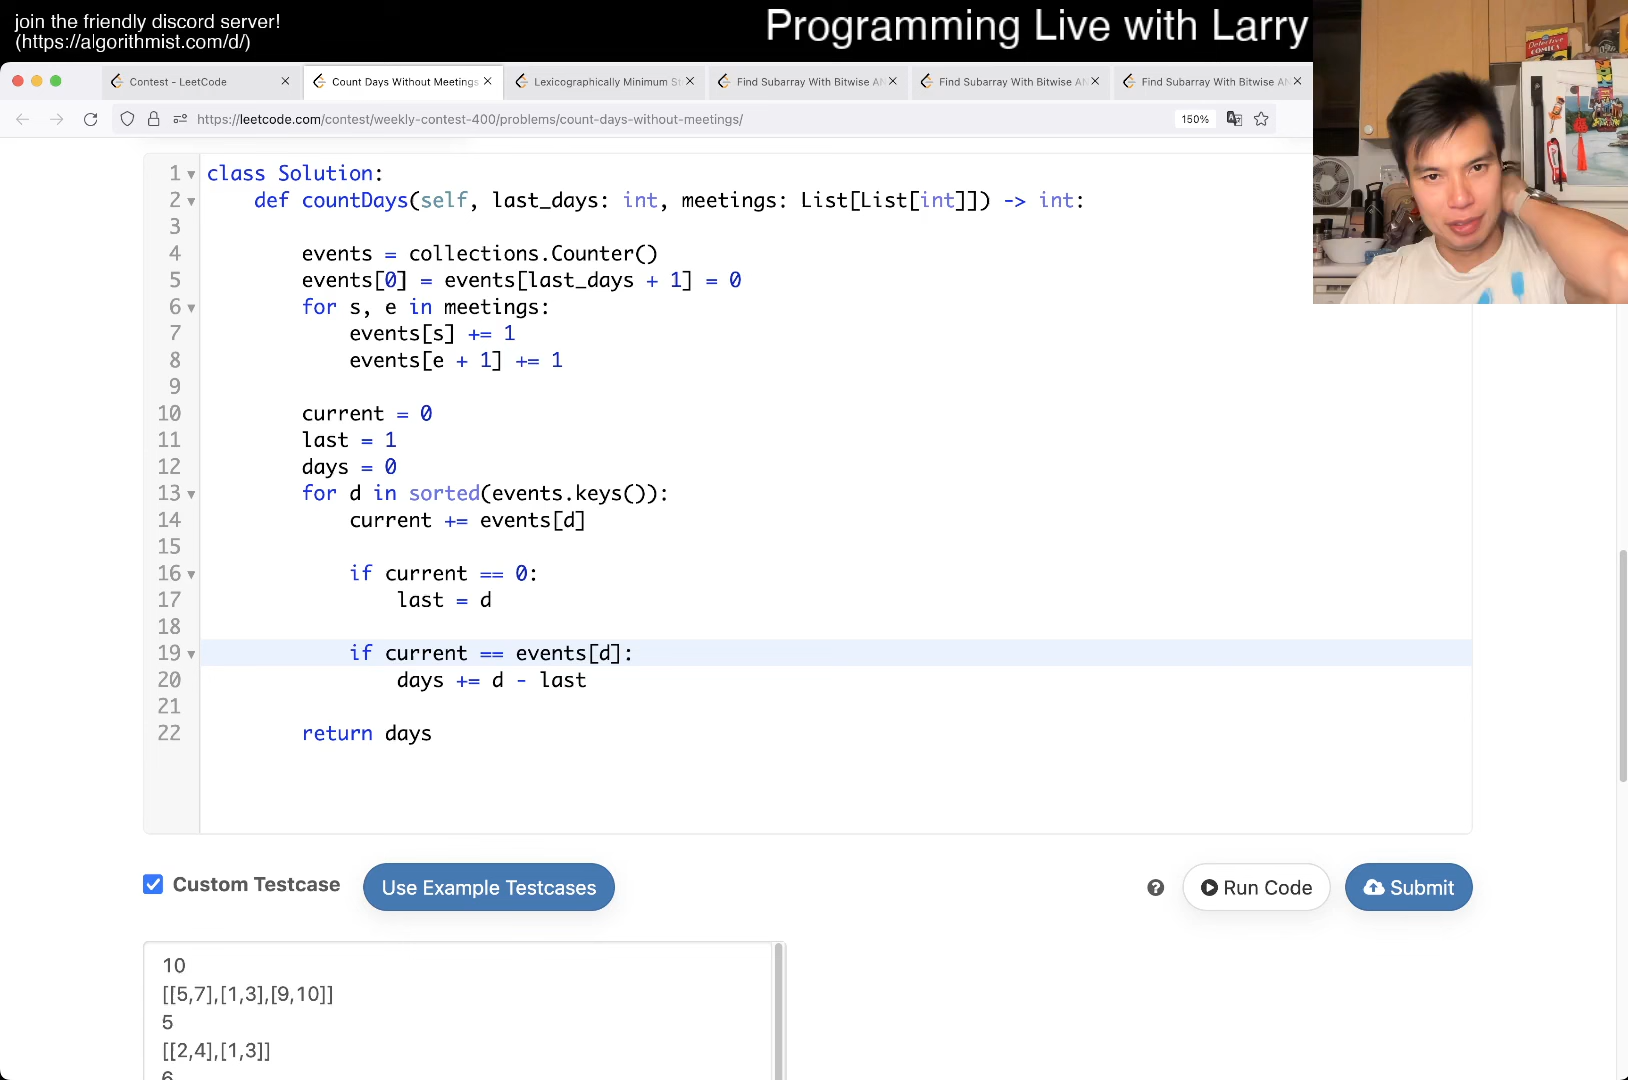 join the friendly discord server!
(https://algorithmist.com/d/)
Programming Live with Larry
Contest - LeetCode
Count Days Without Meetings
Lexicographically Minimum St
Find Subarray With Bitwise AN
Find Subarray With Bitwise AN
Find Subarray With Bitwise AN
https://leetcode.com/contest/weekly-contest-400/problems/count-days-without-meetings/
150%
1 class Solution:
2 def countDays(self, last_days: int, meetings: List[List[int]]) -> int:
3
4 events = collections.Counter()
5 events[0] = events[last_days + 1] = 0
6 for s, e in meetings:
7 events[s] += 1
8 events[e + 1] += 1
9
10 current = 0
11 last = 1
12 days = 0
13 for d in sorted(events.keys()):
14 current += events[d]
15
16 if current == 0:
17 last = d
18
19 if current == events[d]:
20 days += d - last
21
22 return days
Custom Testcase
Use Example Testcases
Run Code
Submit
10
[[5,7],[1,3],[9,10]]
5
[[2,4],[1,3]]
6